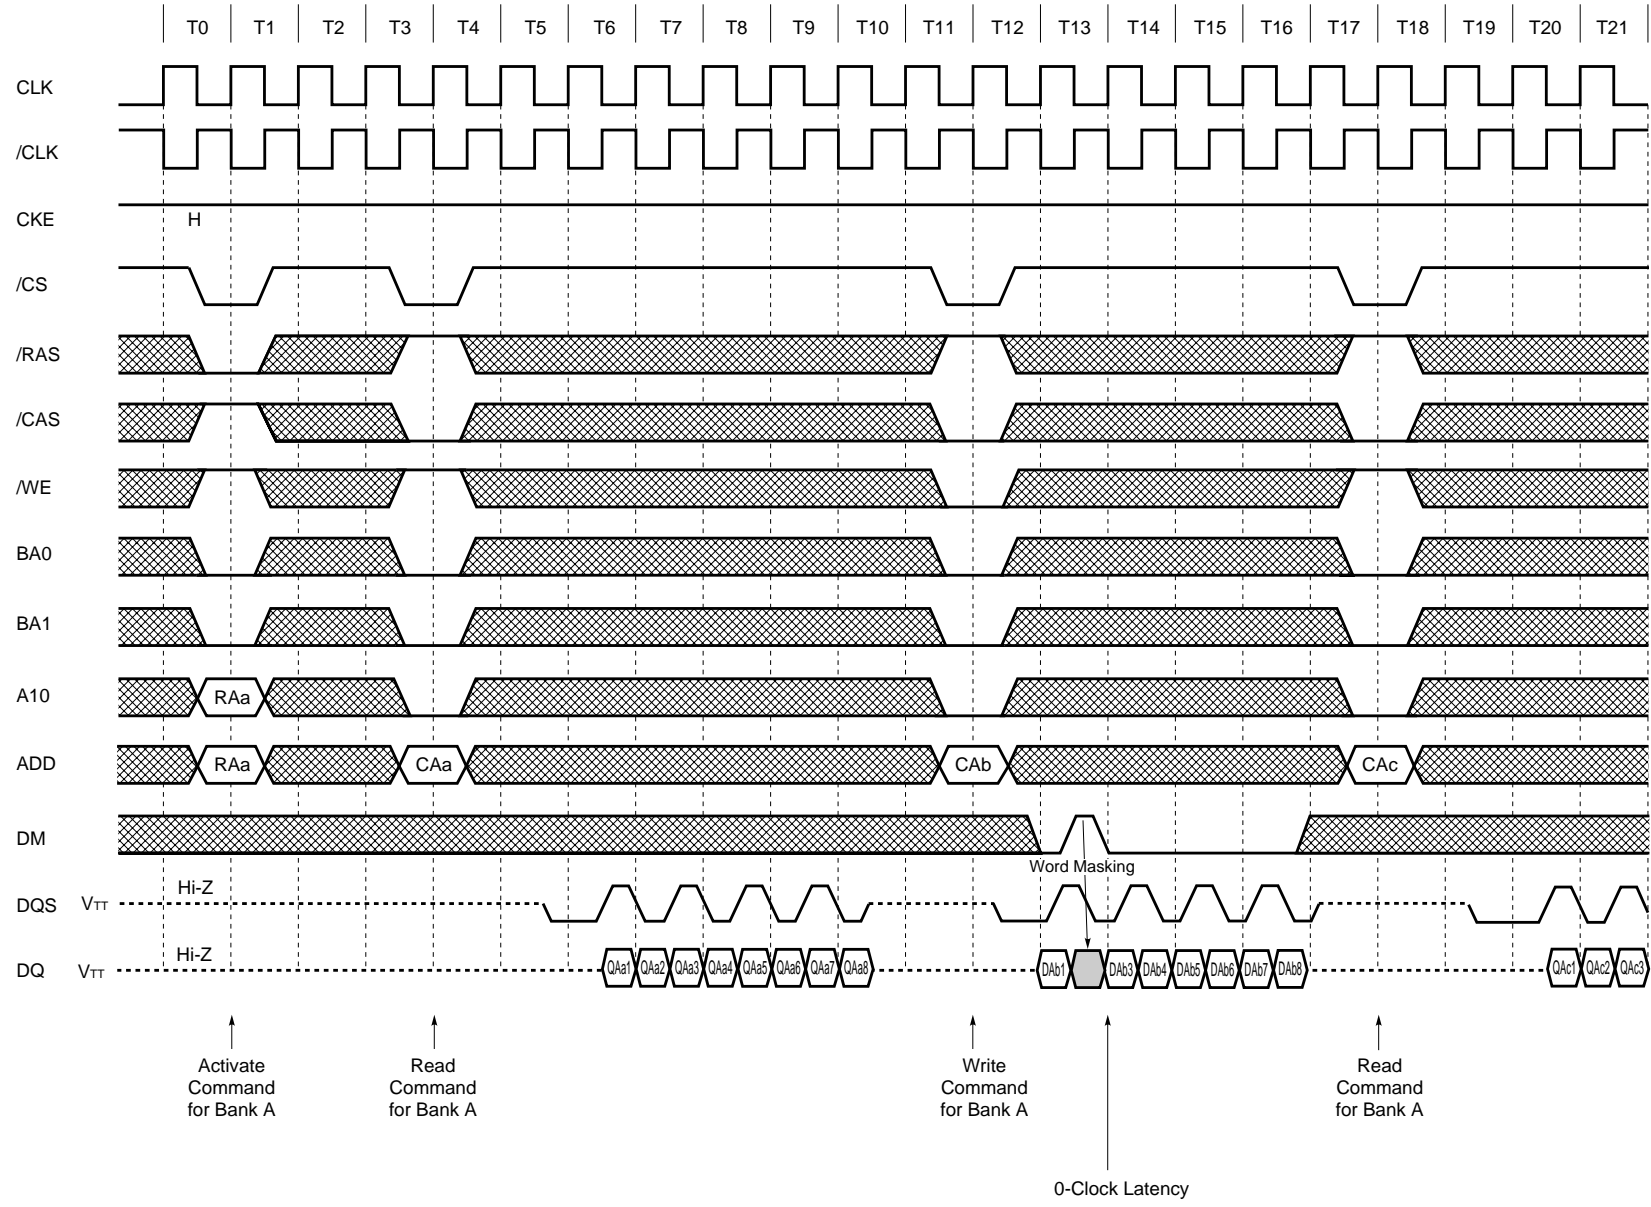 T0 T1 T2 T3 T4 T5 T6 T7 T8 T9 T10 T11 T12 T13 T14 T15 T16 T17 T18 T19 T20 T21
CLK
/CLK
CKE H
/CS
/RAS
/CAS
/WE
BA0
BA1
A10 RAa
ADD RAa CAa CAb CAc
DM
Word Masking
Hi-Z
DQS VTT
Hi-Z
DQ VTT QAa1 QAa2 QAa3 QAa4 QAa5 QAa6 QAa7 QAa8 DAb1 DAb3 DAb4 DAb5 DAb6 DAb7 DAb8 QAc1 QAc2 QAc3
Activate
Command
for Bank A
Read
Command
for Bank A
Write
Command
for Bank A
Read
Command
for Bank A
0-Clock Latency